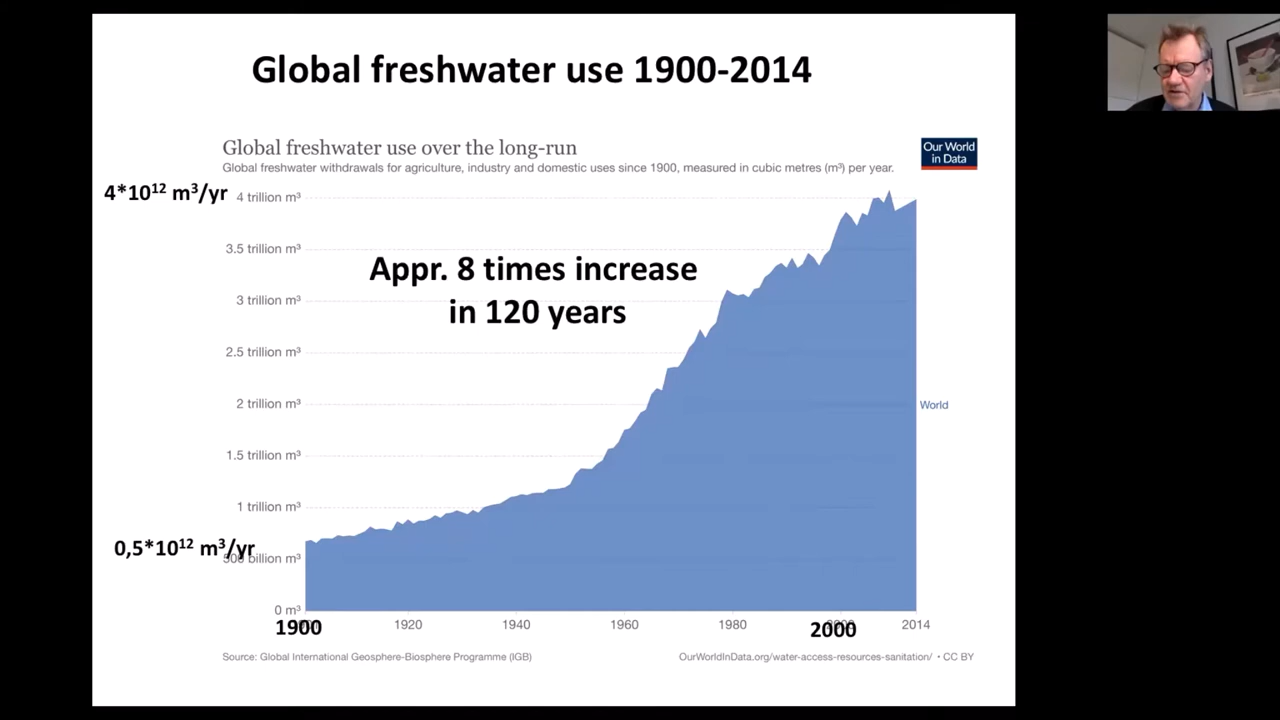 Global freshwater use 1900-2014
Global freshwater use over the long-run
Global freshwater withdrawals for agriculture, industry and domestic uses since 1900, measured in cubic metres (m³) per year.
Our World
in Data
4*10¹² m³/yr
4 trillion m³
3.5 trillion m³
Appr. 8 times increase
in 120 years
3 trillion m³
2.5 trillion m³
2 trillion m³
World
1.5 trillion m³
1 trillion m³
0,5*10¹² m³/yr
500 billion m³
0 m³
1900
1920
1940
1960
1980
2000
2014
Source: Global International Geosphere-Biosphere Programme (IGB)
OurWorldInData.org/water-access-resources-sanitation/ • CC BY